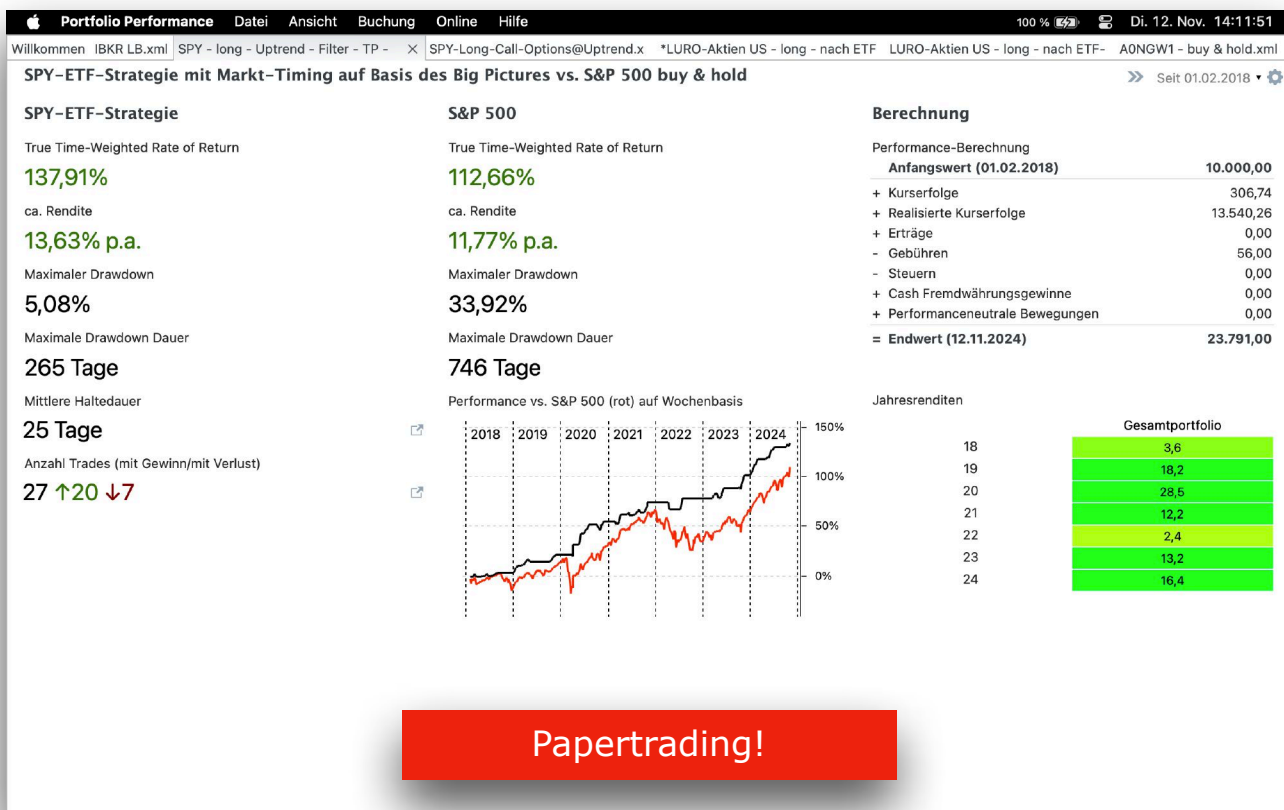 Portfolio Performance Datei Ansicht Buchung Online Hilfe 100 % Di. 12. Nov. 14:11:51
Willkommen IBKR LB.xml SPY - long - Uptrend - Filter - TP - SPY-Long-Call-Options@Uptrend.x *LURO-Aktien US - long - nach ETF LURO-Aktien US - long - nach ETF- A0NGW1 - buy & hold.xml
SPY-ETF-Strategie mit Markt-Timing auf Basis des Big Pictures vs. S&P 500 buy & hold
Seit 01.02.2018
SPY-ETF-Strategie
True Time-Weighted Rate of Return
137,91%
ca. Rendite
13,63% p.a.
Maximaler Drawdown
5,08%
Maximale Drawdown Dauer
265 Tage
Mittlere Haltedauer
25 Tage
Anzahl Trades (mit Gewinn/mit Verlust)
27 ↑20 ↓7
S&P 500
True Time-Weighted Rate of Return
112,66%
ca. Rendite
11,77% p.a.
Maximaler Drawdown
33,92%
Maximale Drawdown Dauer
746 Tage
Performance vs. S&P 500 (rot) auf Wochenbasis
2018 2019 2020 2021 2022 2023 2024
150%
100%
50%
0%
Berechnung
Performance-Berechnung
Anfangswert (01.02.2018) 10.000,00
+ Kurserfolge 306,74
+ Realisierte Kurserfolge 13.540,26
+ Erträge 0,00
- Gebühren 56,00
- Steuern 0,00
+ Cash Fremdwährungsgewinne 0,00
+ Performanceneutrale Bewegungen 0,00
= Endwert (12.11.2024) 23.791,00
Jahresrenditen
Gesamtportfolio
18 3,6
19 18,2
20 28,5
21 12,2
22 2,4
23 13,2
24 16,4
Papertrading!